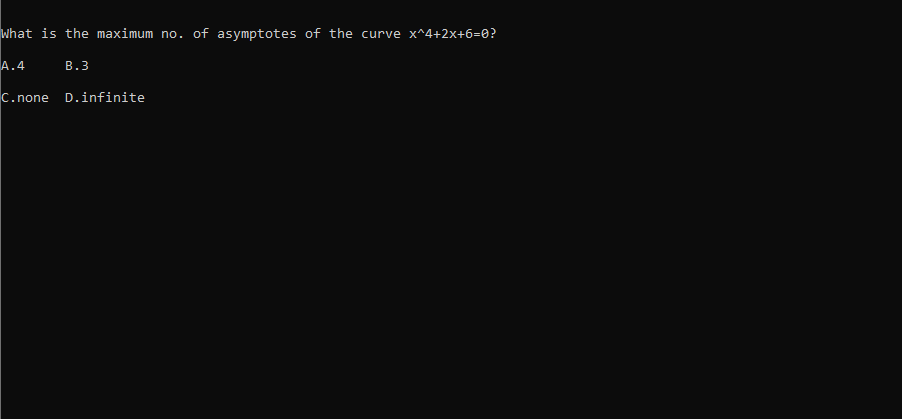 What is the maximum no. of asymptotes of the curve x^4+2x+6=0?
A.4     B.3
C.none  D.infinite